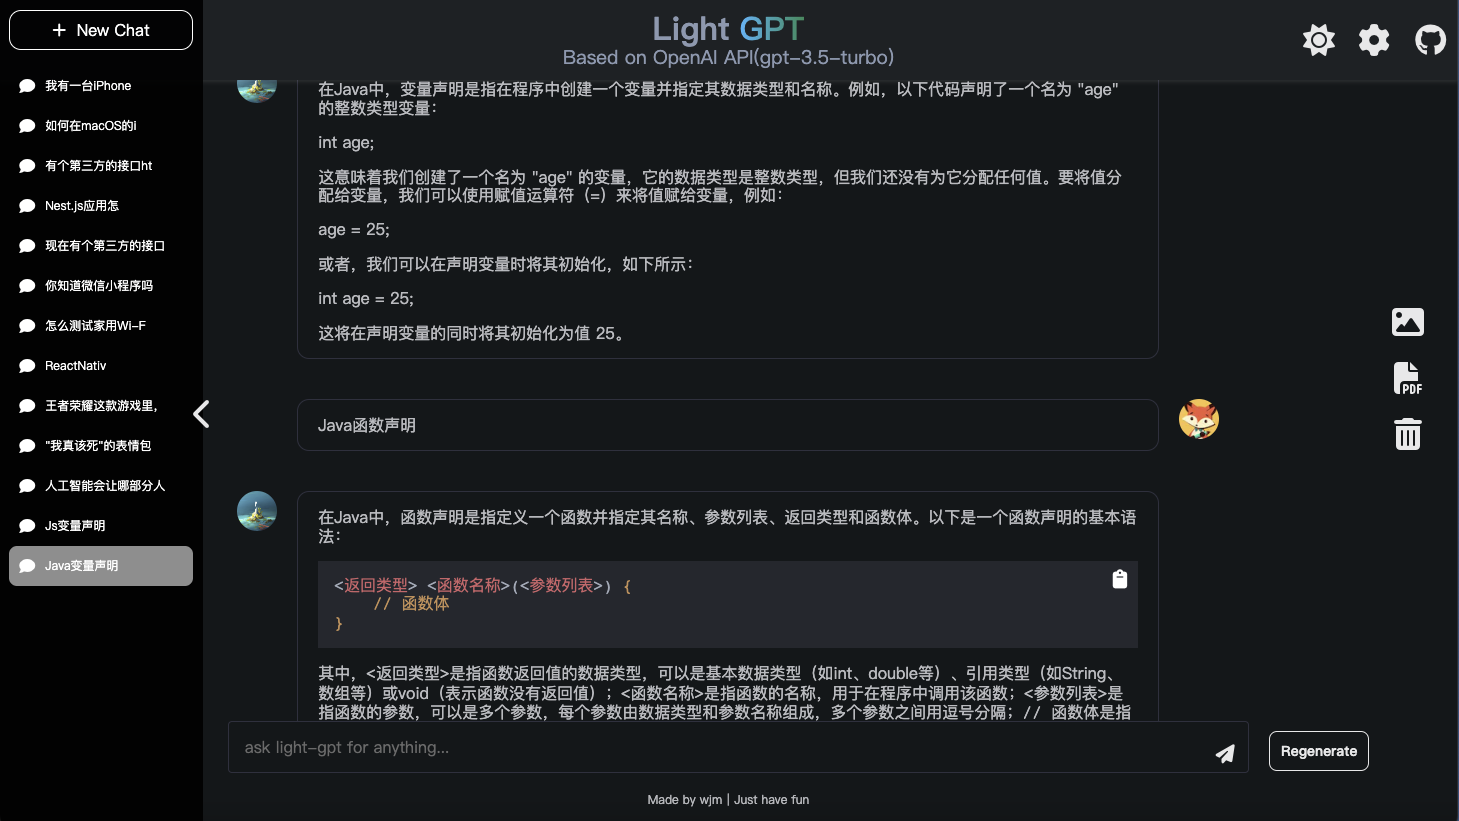 New Chat
我有一台iPhone
如何在macOS的i
有个第三方的接口ht
Nest.js应用怎
现在有个第三方的接口
你知道微信小程序吗
怎么测试家用Wi-F
ReactNativ
王者荣耀这款游戏里,
"我真该死"的表情包
人工智能会让哪部分人
Js变量声明
Java变量声明
Light GPT
Based on OpenAI API(gpt-3.5-turbo)
在Java中，变量声明是指在程序中创建一个变量并指定其数据类型和名称。例如，以下代码声明了一个名为 "age"
的整数类型变量：
int age;
这意味着我们创建了一个名为 "age" 的变量，它的数据类型是整数类型，但我们还没有为它分配任何值。要将值分
配给变量，我们可以使用赋值运算符（=）来将值赋给变量，例如：
age = 25;
或者，我们可以在声明变量时将其初始化，如下所示：
int age = 25;
这将在声明变量的同时将其初始化为值 25。
Java函数声明
在Java中，函数声明是指定义一个函数并指定其名称、参数列表、返回类型和函数体。以下是一个函数声明的基本语
法：
<返回类型> <函数名称>(<参数列表>) {
// 函数体
}
其中，<返回类型>是指函数返回值的数据类型，可以是基本数据类型（如int、double等）、引用类型（如String、
数组等）或void（表示函数没有返回值）；<函数名称>是指函数的名称，用于在程序中调用该函数；<参数列表>是
指函数的参数，可以是多个参数，每个参数由数据类型和参数名称组成，多个参数之间用逗号分隔；// 函数体是指
PDF
ask light-gpt for anything...
Regenerate
Made by wjm | Just have fun